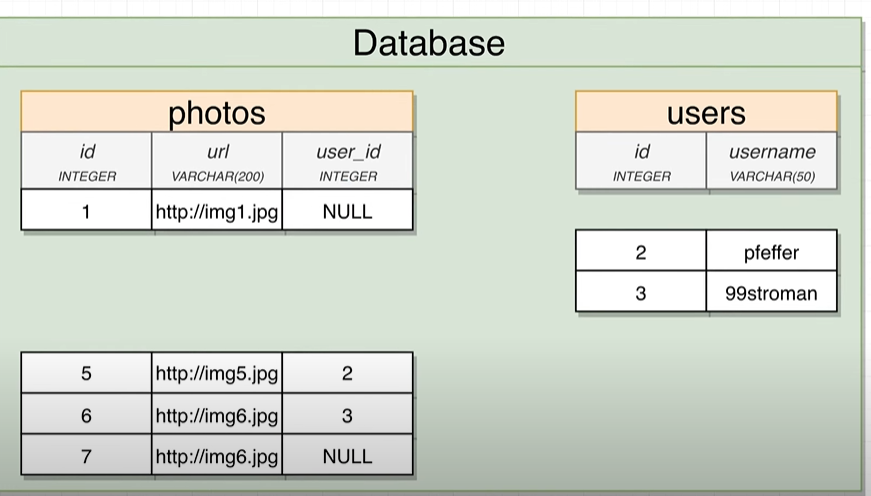 Database
photos
id url user_id
INTEGER VARCHAR(200) INTEGER
1 http://img1.jpg NULL
5 http://img5.jpg 2
6 http://img6.jpg 3
7 http://img6.jpg NULL
users
id username
INTEGER VARCHAR(50)
2 pfeffer
3 99stroman